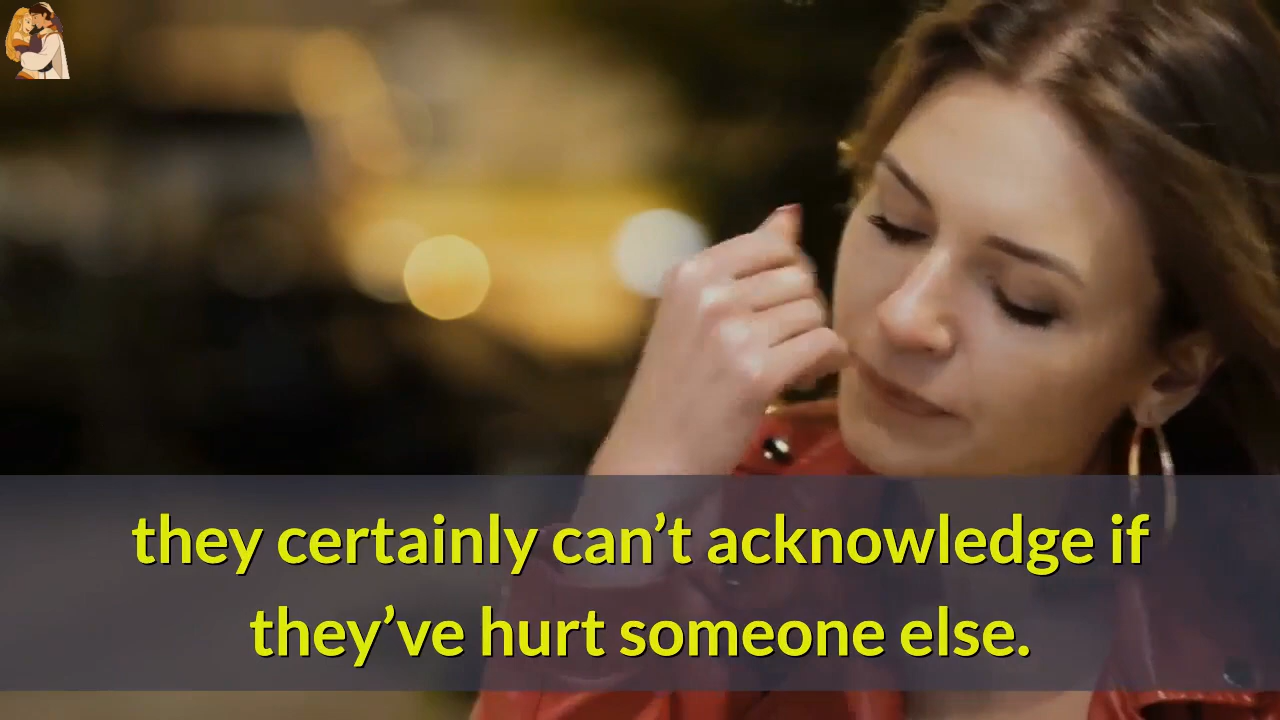 they certainly can’t acknowledge if
they’ve hurt someone else.